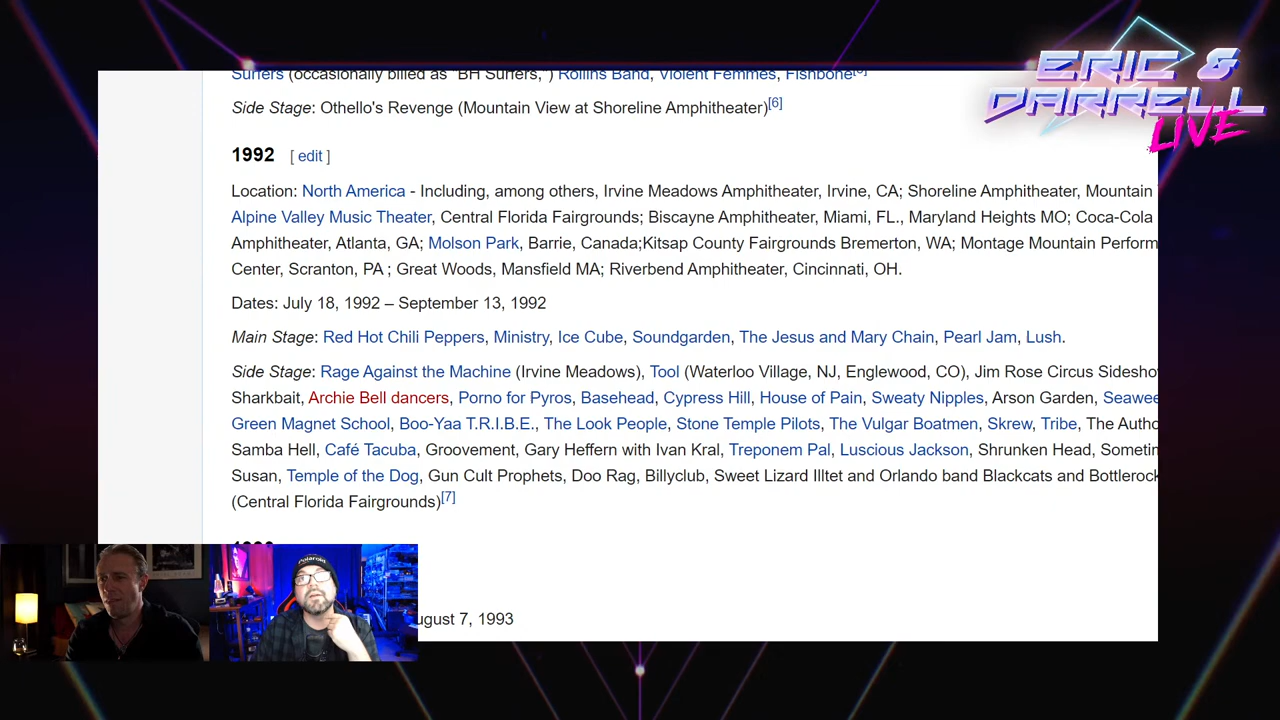 ERIC &
DARRELL
LIVE
Surfers (occasionally billed as "BH Surfers,") Rollins Band, Violent Femmes, Fishbone
Side Stage: Othello's Revenge (Mountain View at Shoreline Amphitheater)[6]
1992 [ edit ]
Location: North America - Including, among others, Irvine Meadows Amphitheater, Irvine, CA; Shoreline Amphitheater, Mountain
Alpine Valley Music Theater, Central Florida Fairgrounds; Biscayne Amphitheater, Miami, FL., Maryland Heights MO; Coca-Cola
Amphitheater, Atlanta, GA; Molson Park, Barrie, Canada;Kitsap County Fairgrounds Bremerton, WA; Montage Mountain Perform
Center, Scranton, PA ; Great Woods, Mansfield MA; Riverbend Amphitheater, Cincinnati, OH.
Dates: July 18, 1992 – September 13, 1992
Main Stage: Red Hot Chili Peppers, Ministry, Ice Cube, Soundgarden, The Jesus and Mary Chain, Pearl Jam, Lush.
Side Stage: Rage Against the Machine (Irvine Meadows), Tool (Waterloo Village, NJ, Englewood, CO), Jim Rose Circus Sidesho
Sharkbait, Archie Bell dancers, Porno for Pyros, Basehead, Cypress Hill, House of Pain, Sweaty Nipples, Arson Garden, Seawee
Green Magnet School, Boo-Yaa T.R.I.B.E., The Look People, Stone Temple Pilots, The Vulgar Boatmen, Skrew, Tribe, The Autho
Samba Hell, Café Tacuba, Groovement, Gary Heffern with Ivan Kral, Treponem Pal, Luscious Jackson, Shrunken Head, Sometim
Susan, Temple of the Dog, Gun Cult Prophets, Doo Rag, Billyclub, Sweet Lizard Illtet and Orlando band Blackcats and Bottlerock
(Central Florida Fairgrounds)[7]
ugust 7, 1993
Polaroid